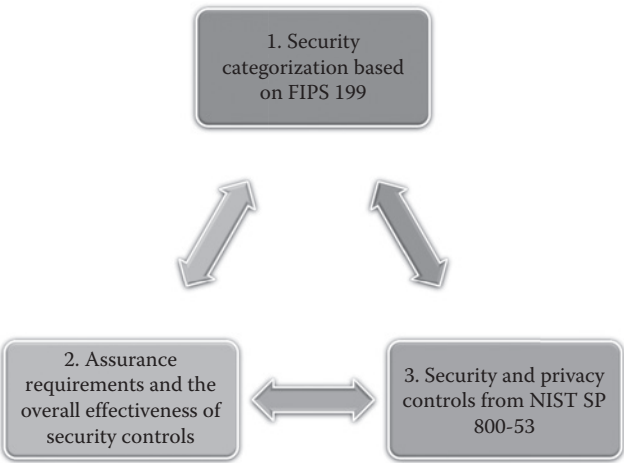 1. Security
categorization based
on FIPS 199
2. Assurance
requirements and the
overall effectiveness of
security controls
3. Security and privacy
controls from NIST SP
800-53